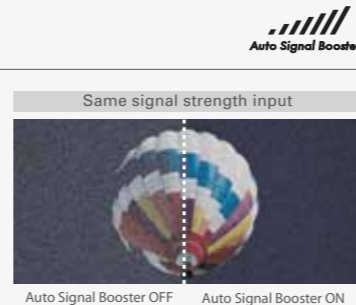 Auto Signal Booste
Same signal strength input
Auto Signal Booster OFF
Auto Signal Booster ON